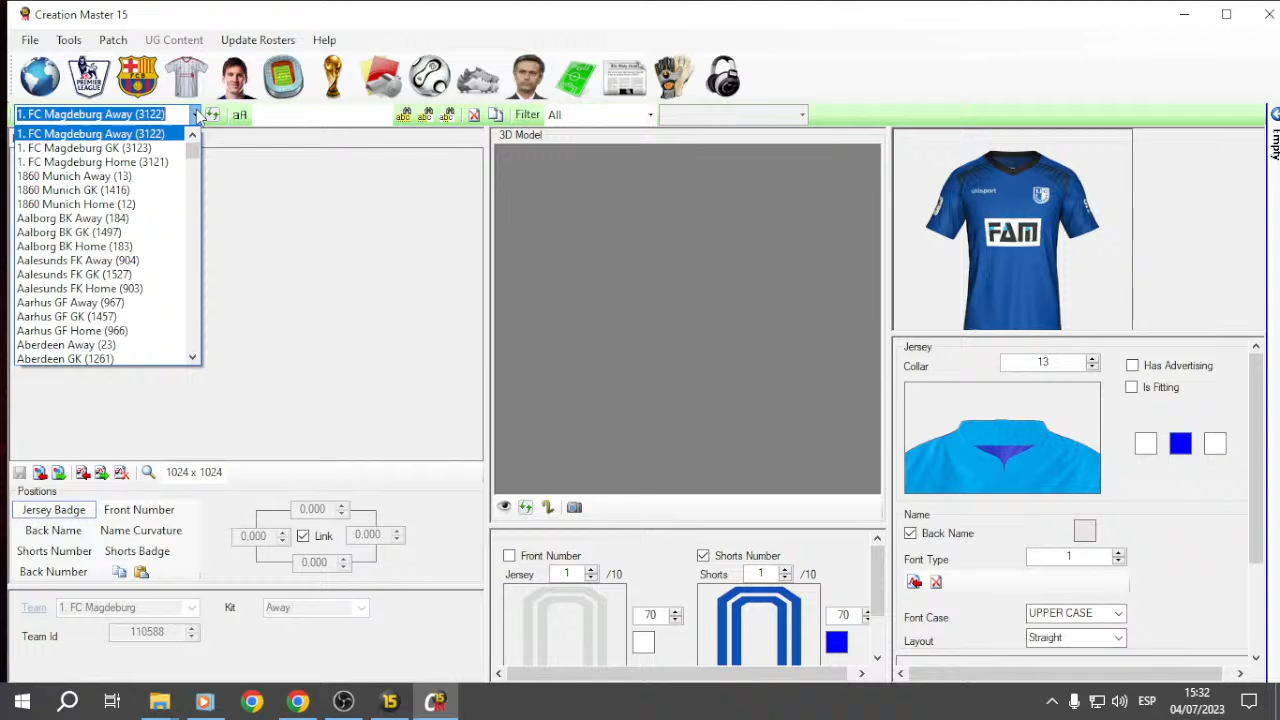 Creation Master 15
File Tools Patch UG Content Update Rosters Help
1. FC Magdeburg Away (3122) aA Filter All
1. FC Magdeburg Away (3122)
1. FC Magdeburg GK (3123)
1. FC Magdeburg Home (3121)
1860 Munich Away (13)
1860 Munich GK (1416)
1860 Munich Home (12)
Aalborg BK Away (184)
Aalborg BK GK (1497)
Aalborg BK Home (183)
Aalesunds FK Away (904)
Aalesunds FK GK (1527)
Aalesunds FK Home (903)
Aarhus GF Away (967)
Aarhus GF GK (1457)
Aarhus GF Home (966)
Aberdeen Away (23)
Aberdeen GK (1261)
1024 x 1024
Positions
Jersey Badge Front Number
Back Name Name Curvature
Shorts Number Shorts Badge
Back Number
0.000
0.000 Link 0.000
0.000
Team 1. FC Magdeburg Kit Away
Team Id 110588
3D Model
Front Number Shorts Number
Jersey 1 /10 Shorts 1 /10
70 70
uhlsport
FAM
Empty
Jersey
Collar 13 Has Advertising
Is Fitting
Name
Back Name
Font Type 1
Font Case UPPER CASE
Layout Straight
15 15 ESP 15:32
04/07/2023